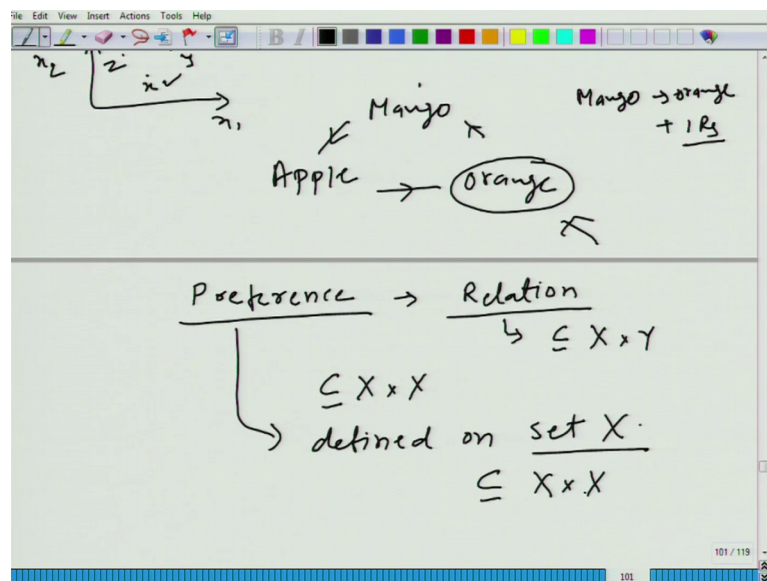 File Edit View Insert Actions Tools Help
B I
x₂ 2 y
x ✓
x₁
Mango
Apple → Orange
Mango → orange
+ 1 Rs
Preference → Relation
↳ ⊆ X × Y
⊆ X × X
defined on set X.
⊆ X × X
101 / 119
101